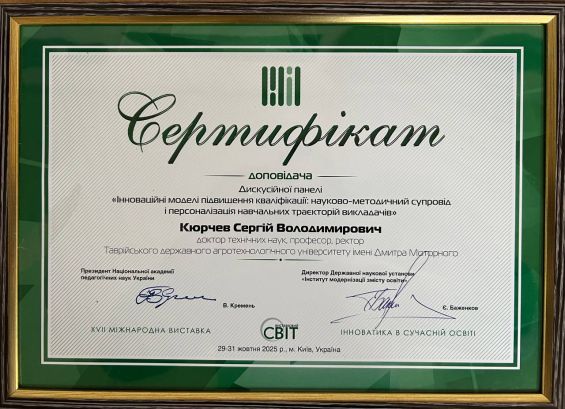 Сертифікат
ДОПОВІДАЧА
Дискусійної панелі
«Інноваційні моделі підвищення кваліфікації: науково-методичний супровід
і персоналізація навчальних траєкторій викладачів»
Кюрчев Сергій Володимирович
доктор технічних наук, професор, ректор
Таврійського державного агротехнологічного університету імені Дмитра Моторного
Президент Національної академії
педагогічних наук України
В. Кремень
Директор Державної наукової установи
«Інститут модернізації змісту освіти»
Є. Баженков
XVII МІЖНАРОДНА ВИСТАВКА
СВІТ
ІННОВАТИКА В СУЧАСНІЙ ОСВІТІ
29-31 жовтня 2025 р., м. Київ, Україна